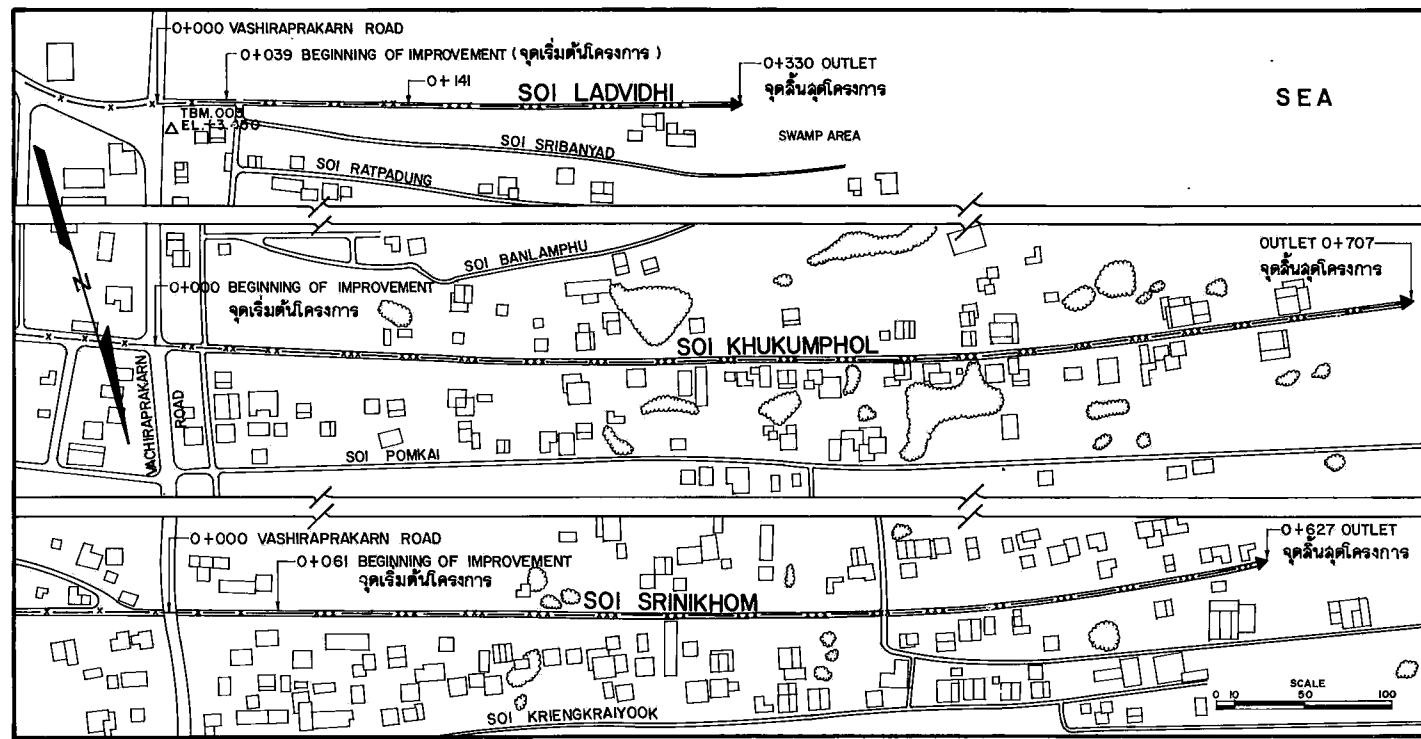 0+000 VASHIRAPRAKARN ROAD
0+039 BEGINNING OF IMPROVEMENT (จุดเริ่มต้นโครงการ)
0+141
SOI LADVIDHI
0+330 OUTLET
จุดสิ้นสุดโครงการ
SEA
TBM.005
EL.+3.150
SOI SRIBANYAD
SWAMP AREA
SOI RATPADUNG
SOI BANLAMPHU
OUTLET 0+707
จุดสิ้นสุดโครงการ
N
0+000 BEGINNING OF IMPROVEMENT
จุดเริ่มต้นโครงการ
SOI KHUKUMPHOL
VACHIRAPRAKARN
ROAD
SOI POMKAI
0+000 VASHIRAPRAKARN ROAD
0+061 BEGINNING OF IMPROVEMENT
จุดเริ่มต้นโครงการ
0+627 OUTLET
จุดสิ้นสุดโครงการ
SOI SRINIKHOM
SOI KRIENGKRAIYOOK
SCALE
0 10 50 100